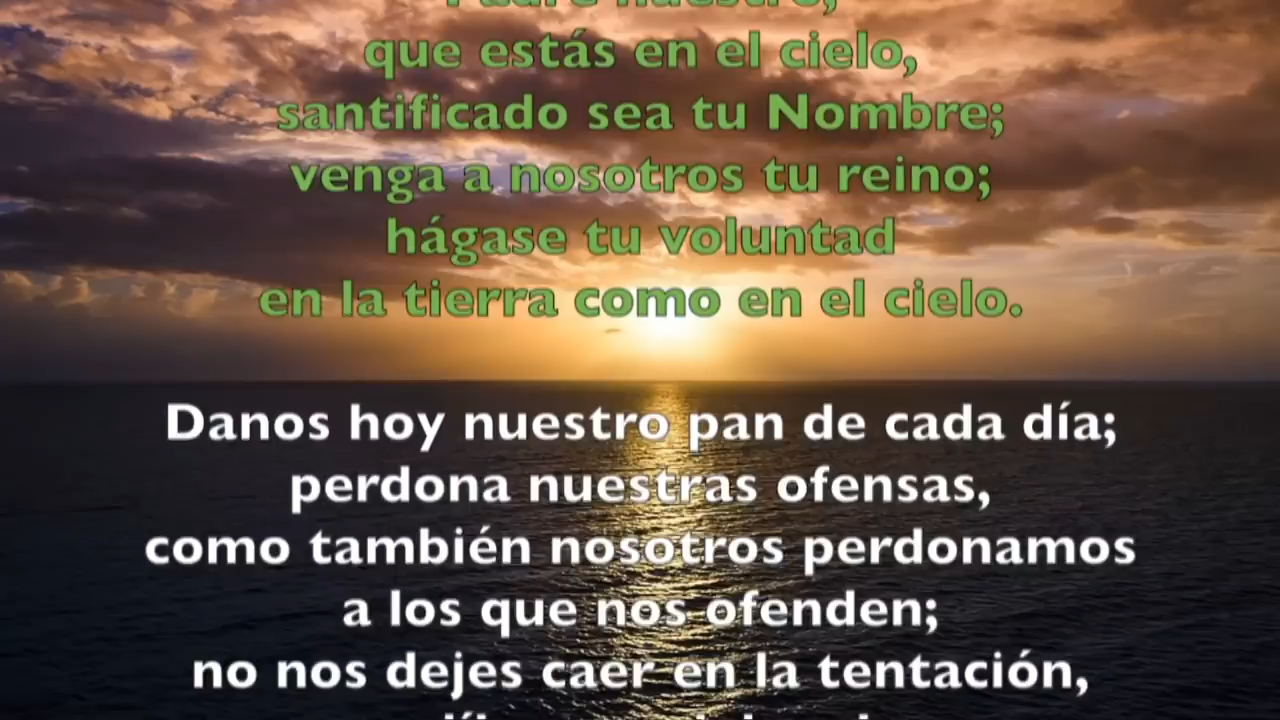 Padre nuestro,
que estás en el cielo,
santificado sea tu Nombre;
venga a nosotros tu reino;
hágase tu voluntad
en la tierra como en el cielo.
Danos hoy nuestro pan de cada día;
perdona nuestras ofensas,
como también nosotros perdonamos
a los que nos ofenden;
no nos dejes caer en la tentación,